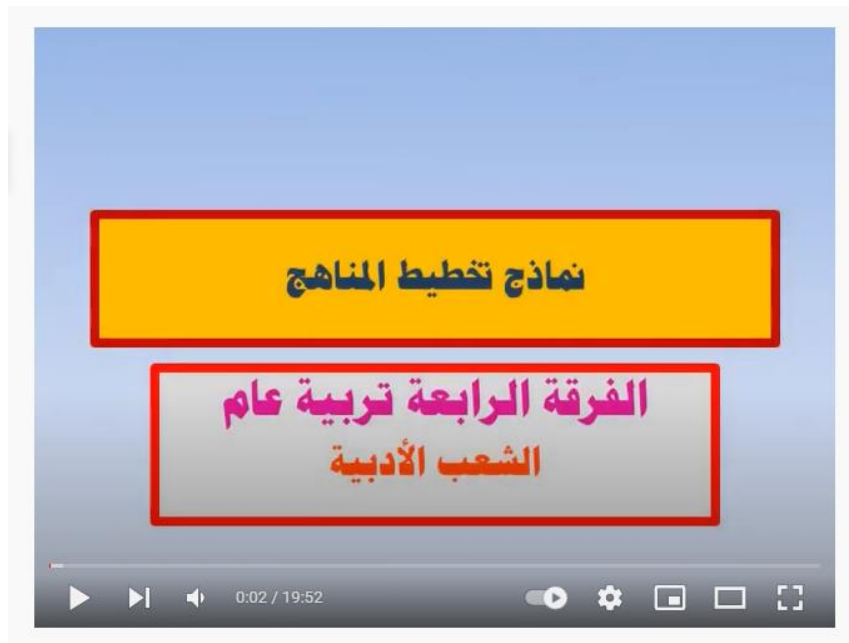 نماذج تخطيط المناهج
الفرقة الرابعة تربية عام
الشعب الأدبية
0:02 / 19:52